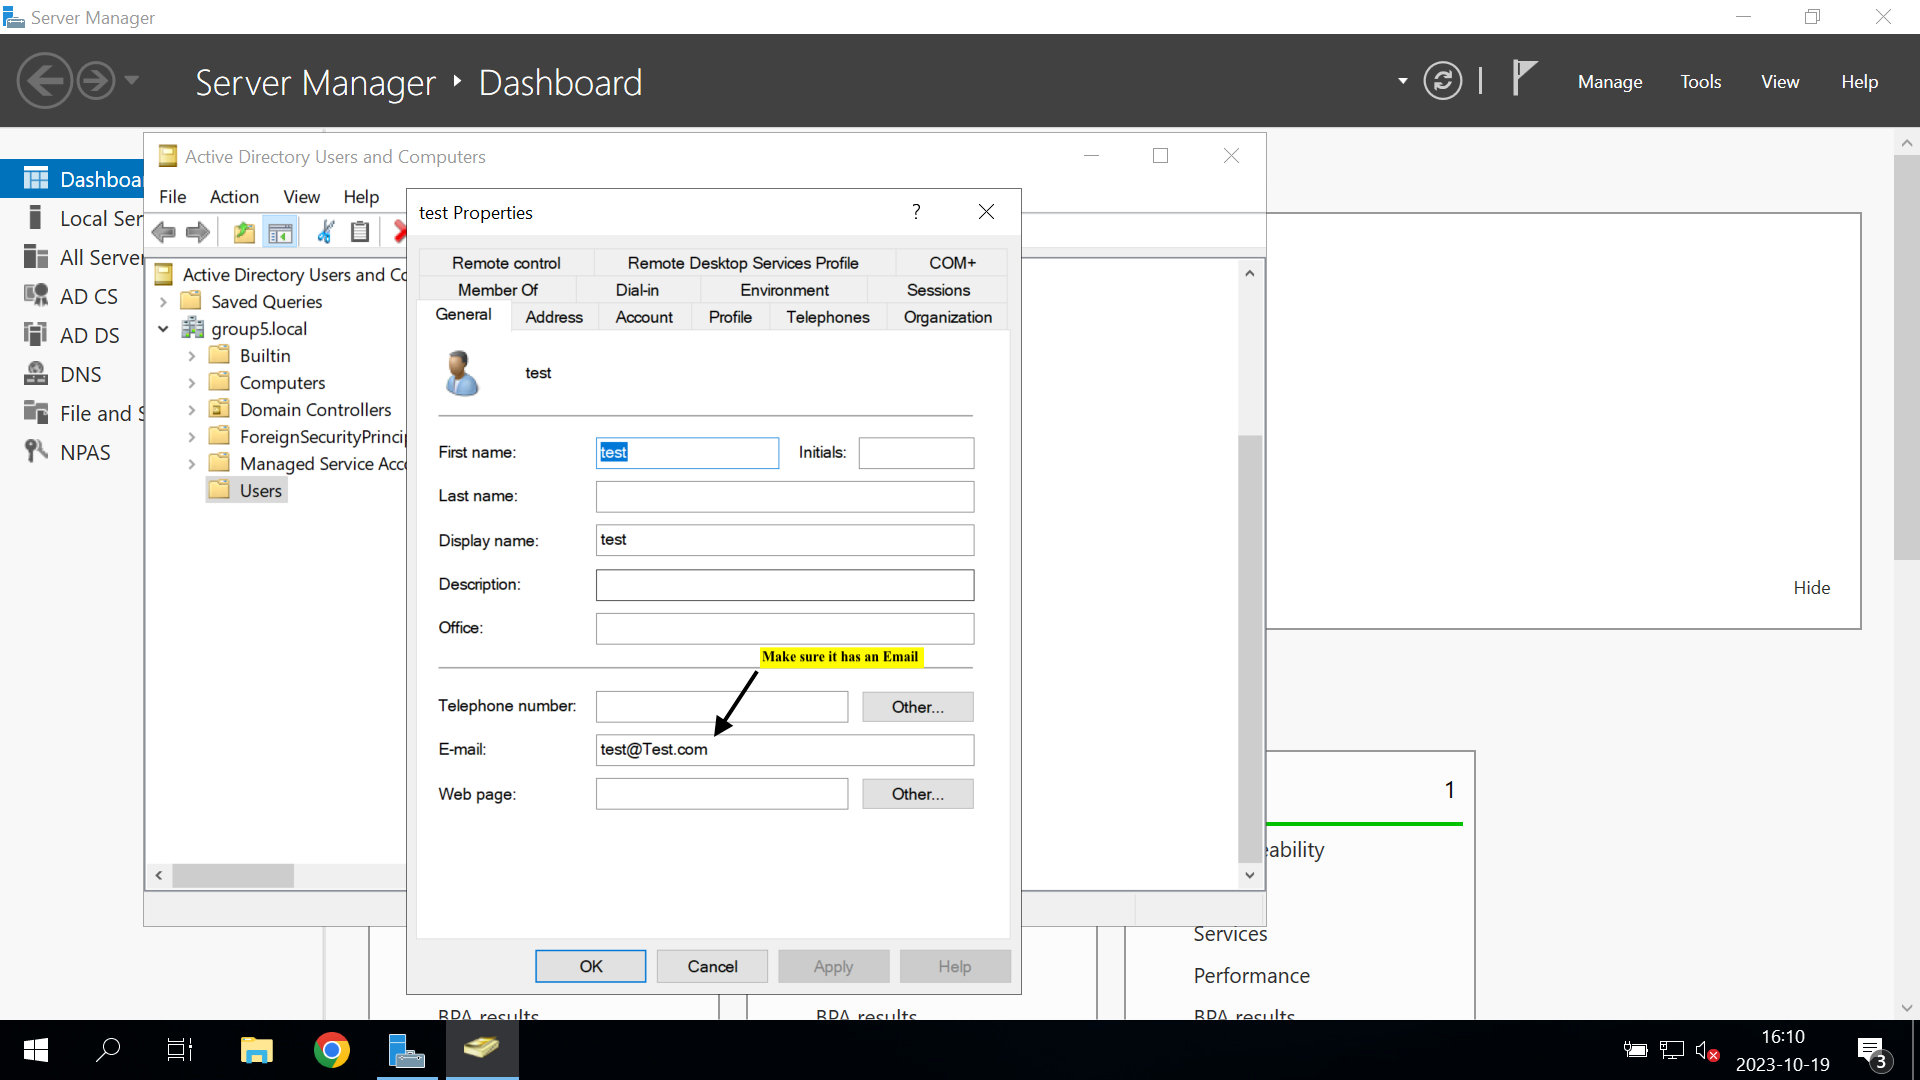 Server Manager
Server Manager
Dashboard
Manage
Tools
View
Help
Dashboa
Local Ser
All Server
AD CS
AD DS
DNS
File and S
NPAS
Active Directory Users and Computers
File
Action
View
Help
Active Directory Users and Co
Saved Queries
group5.local
Builtin
Computers
Domain Controllers
ForeignSecurityPrincip
Managed Service Acco
Users
test Properties
?
Remote control
Remote Desktop Services Profile
COM+
Member Of
Dial-in
Environment
Sessions
General
Address
Account
Profile
Telephones
Organization
test
First name:
test
Initials:
Last name:
Display name:
test
Description:
Office:
Make sure it has an Email
Telephone number:
Other...
E-mail:
test@Test.com
Web page:
Other...
OK
Cancel
Apply
Help
Hide
1
eability
Services
Performance
BPA results
BPA results
BPA results
16:10
2023-10-19
3